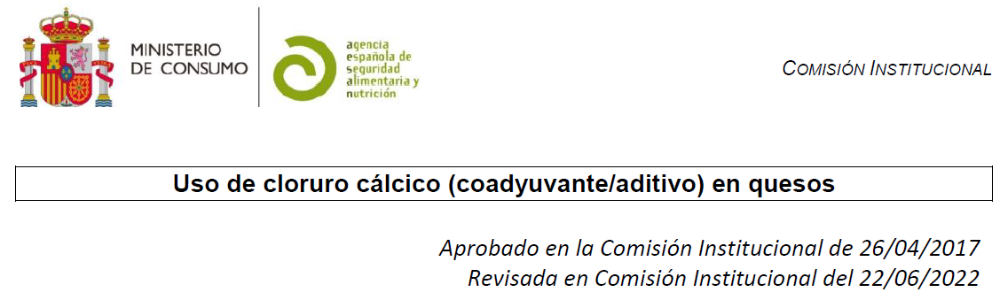 MINISTERIO
DE CONSUMO
agencia
española de
seguridad
alimentaria y
nutrición
COMISIÓN INSTITUCIONAL
Uso de cloruro cálcico (coadyuvante/aditivo) en quesos
Aprobado en la Comisión Institucional de 26/04/2017
Revisada en Comisión Institucional del 22/06/2022